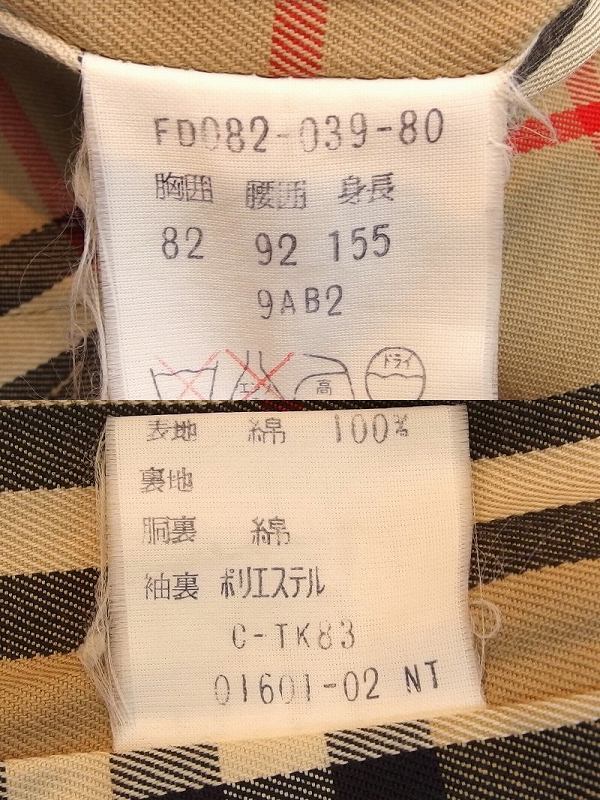 FD082-039-80
胸囲 腰囲 身長
82 92 155
9AB2
高 ドライ
表地 綿 100%
裏地
胴裏 綿
袖裏 ポリエステル
C-TK83
01601-02 NT